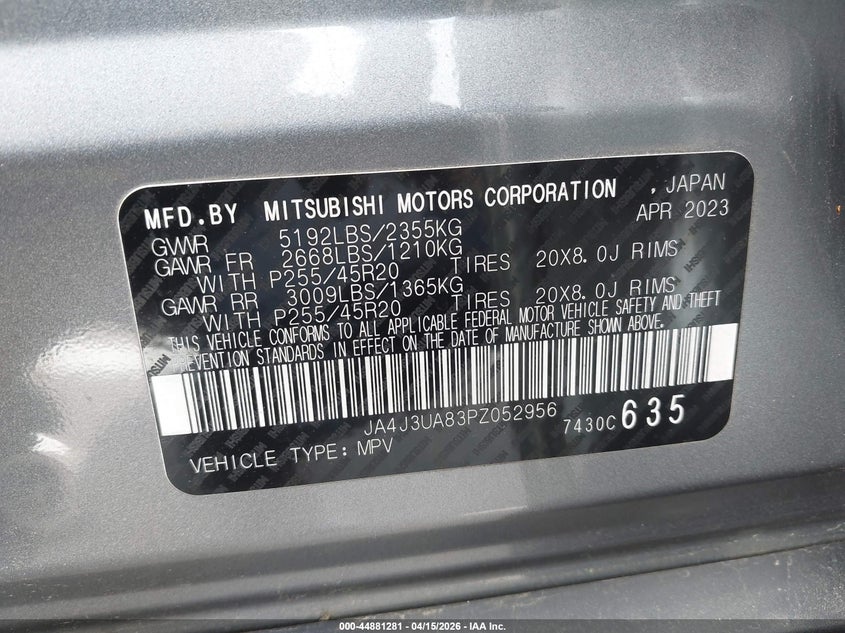 MFD.BY MITSUBISHI MOTORS CORPORATION , JAPAN
APR 2023
GVWR 5192LBS/2355KG
GAWR FR 2668LBS/1210KG
WITH P255/45R20 TIRES 20X8.0J RIMS
GAWR RR 3009LBS/1365KG
WITH P255/45R20 TIRES 20X8.0J RIMS
THIS VEHICLE CONFORMS TO ALL APPLICABLE FEDERAL MOTOR VEHICLE SAFETY AND THEFT
PREVENTION STANDARDS IN EFFECT ON THE DATE OF MANUFACTURE SHOWN ABOVE.
JA4J3UA83PZ052956
7430C 635
VEHICLE TYPE: MPV
000-44881281 - 04/15/2026 - IAA Inc.